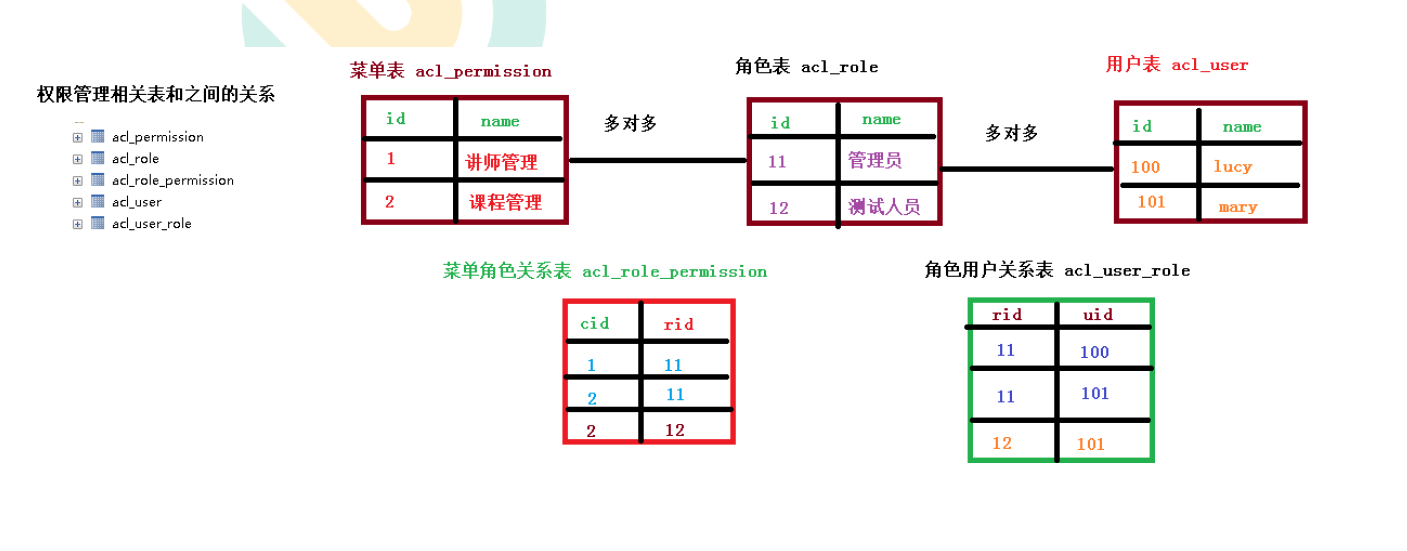 权限管理相关表和之间的关系
acl_permission
acl_role
acl_role_permission
acl_user
acl_user_role
菜单表 acl_permission
id name
1 讲师管理
2 课程管理
多对多
角色表 acl_role
id name
11 管理员
12 测试人员
多对多
用户表 acl_user
id name
100 lucy
101 mary
菜单角色关系表 acl_role_permission
cid rid
1 11
2 11
2 12
角色用户关系表 acl_user_role
rid uid
11 100
11 101
12 101